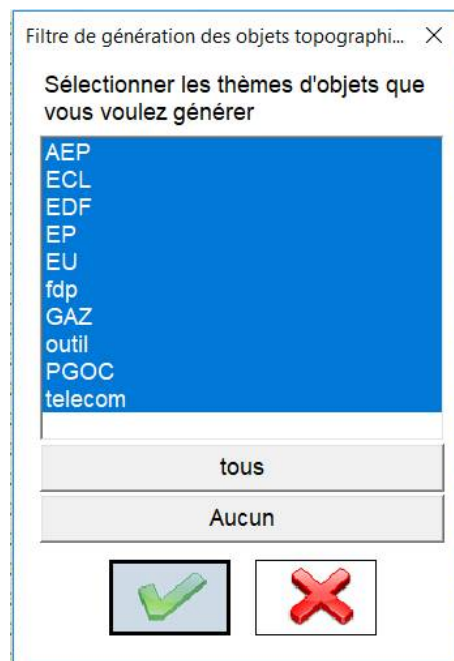 Filtre de génération des objets topographi...
Sélectionner les thèmes d'objets que
vous voulez générer
AEP
ECL
EDF
EP
EU
fdp
GAZ
outil
PGOC
telecom
tous
Aucun